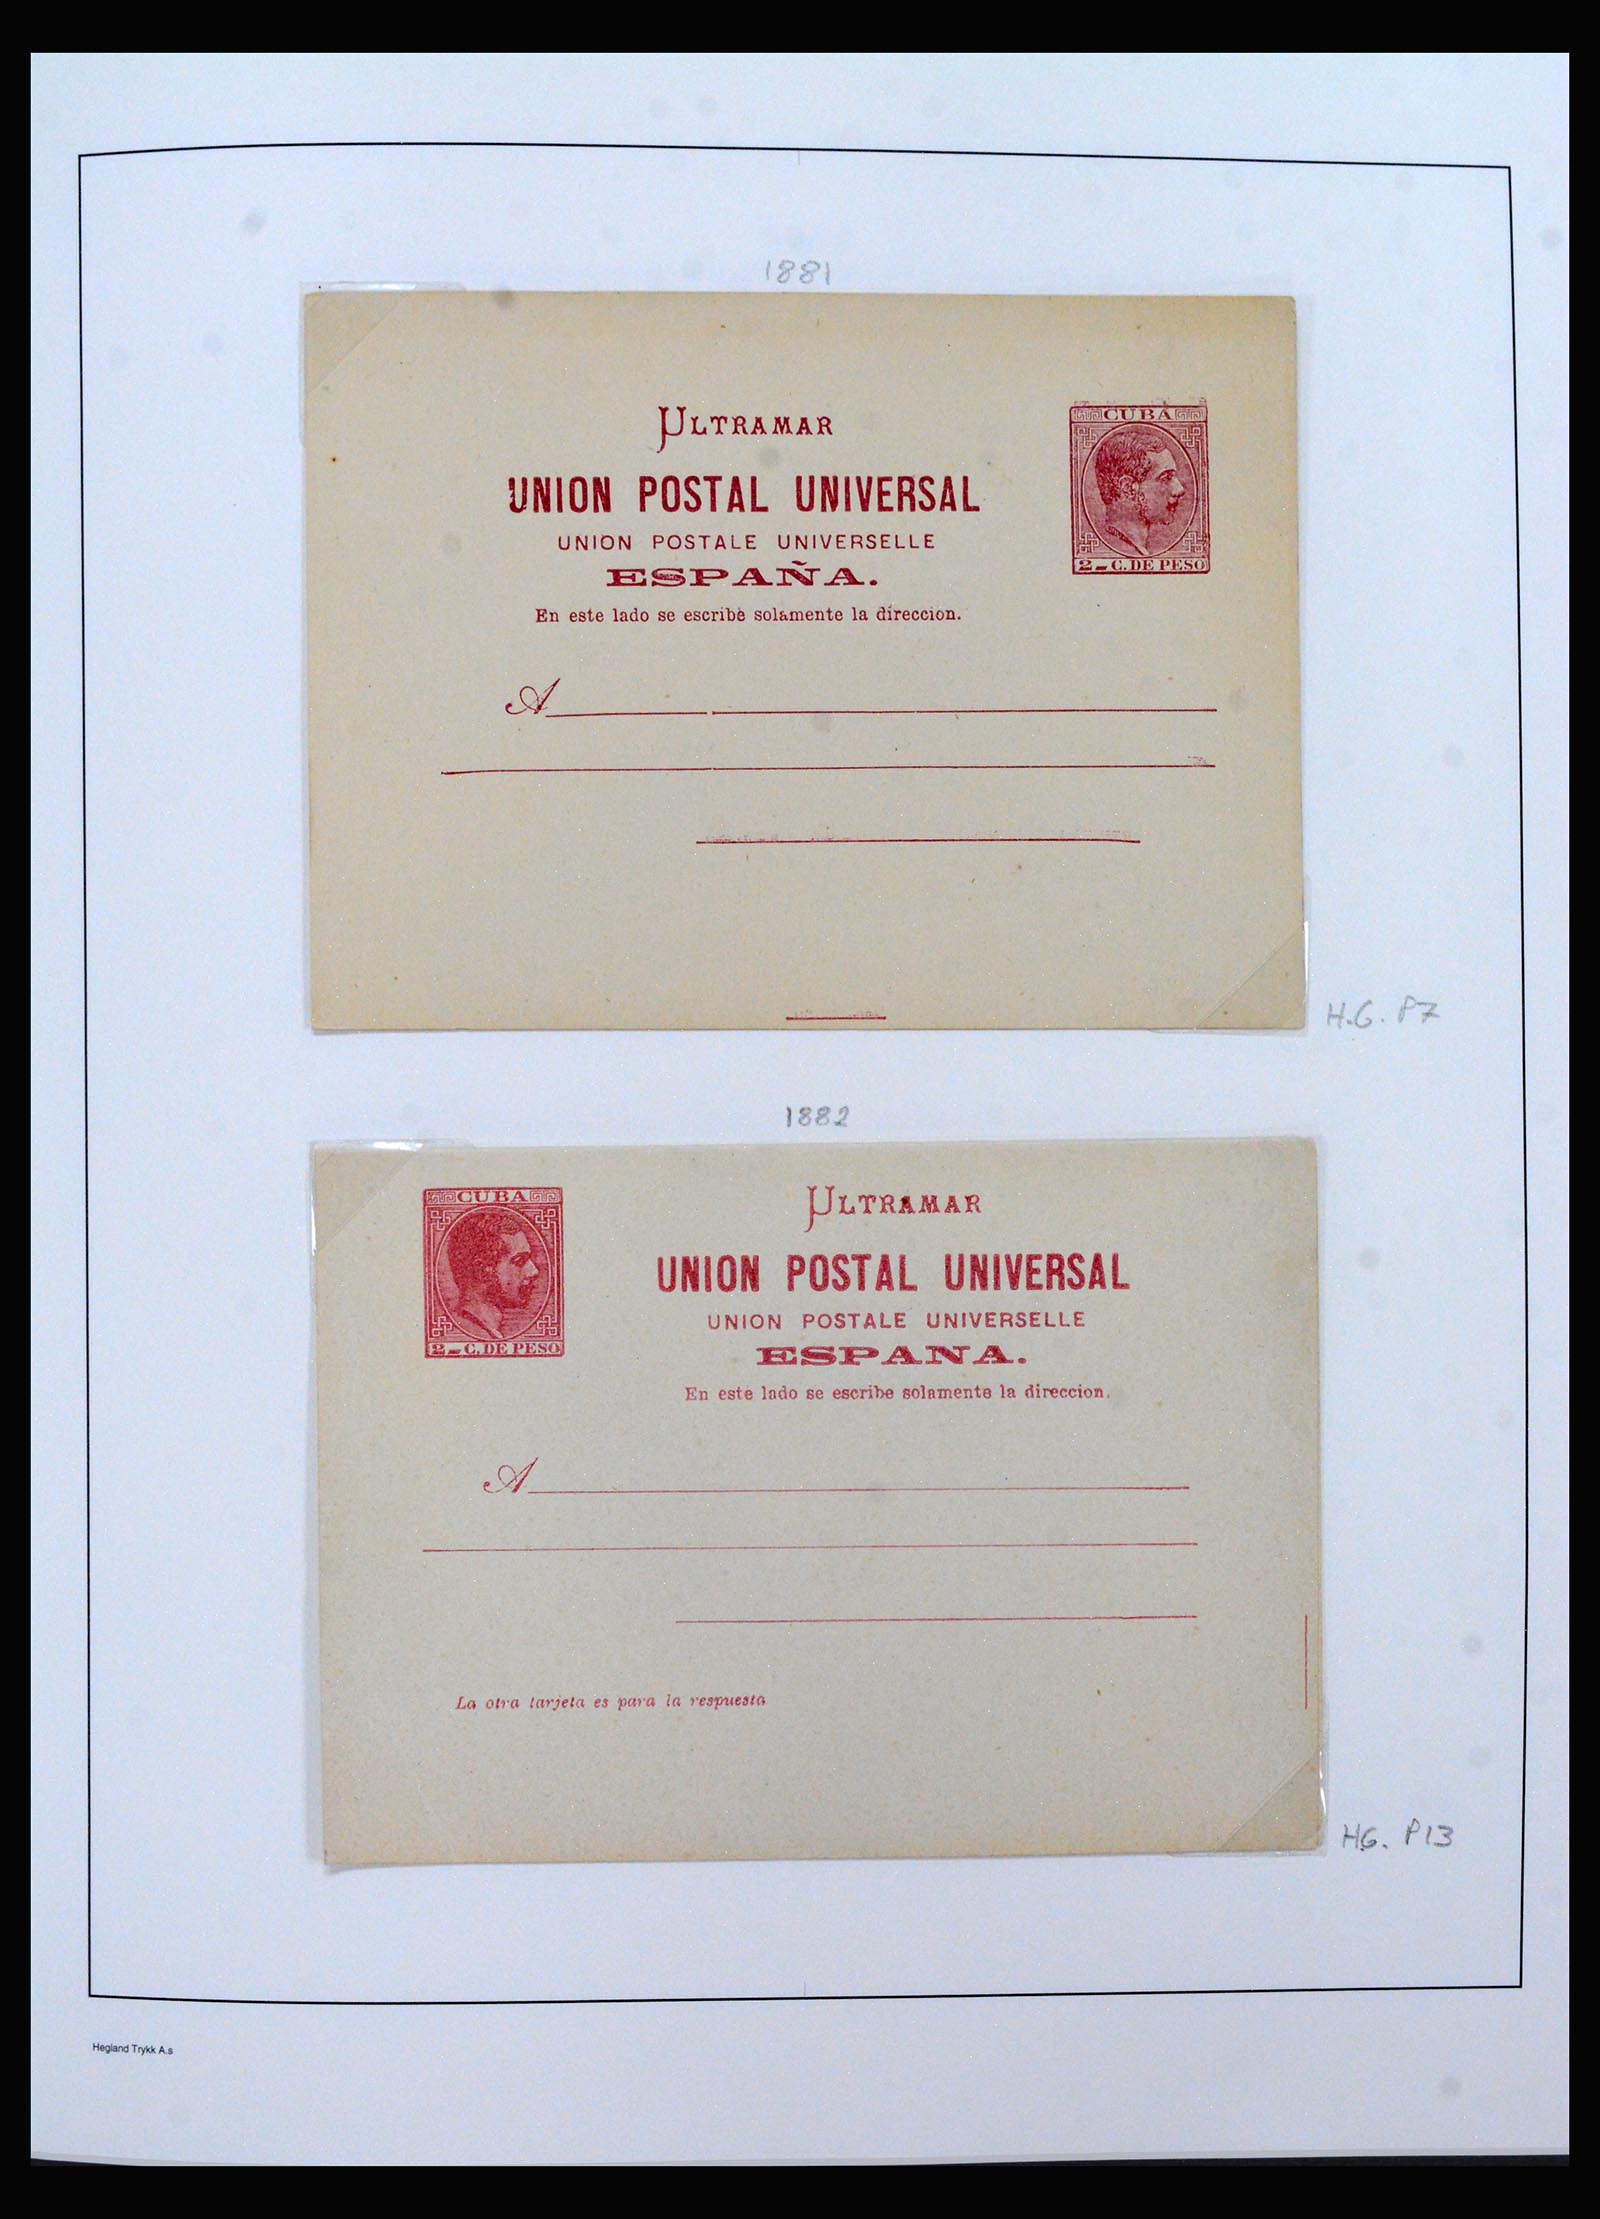 1881
ULTRAMAR
CUBA
UNION POSTAL UNIVERSAL
UNION POSTALE UNIVERSELLE
ESPAÑA.
2 C. DE PESO
En este lado se escribe solamente la direccion.
A
H.G. P7
1882
CUBA
ULTRAMAR
UNION POSTAL UNIVERSAL
UNION POSTALE UNIVERSELLE
2 C. DE PESO
ESPANA.
En este lado se escribe solamente la direccion.
A
La otra tarjeta es para la respuesta
HG. P13
Hegland Trykk A.s